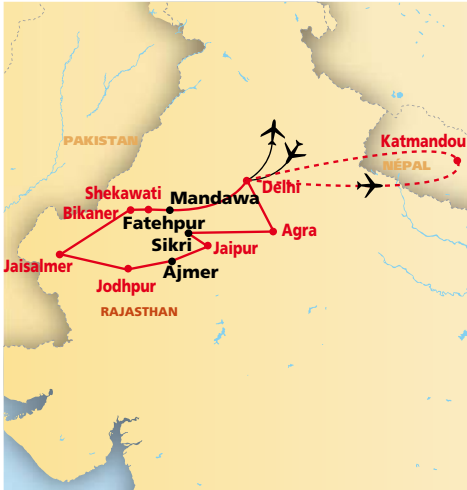 PAKISTAN
Katmandou
NÉPAL
Delhi
Shekawati
Mandawa
Bikaner
Fatehpur
Sikri
Agra
Jaipur
Jaisalmer
Ajmer
Jodhpur
RAJASTHAN